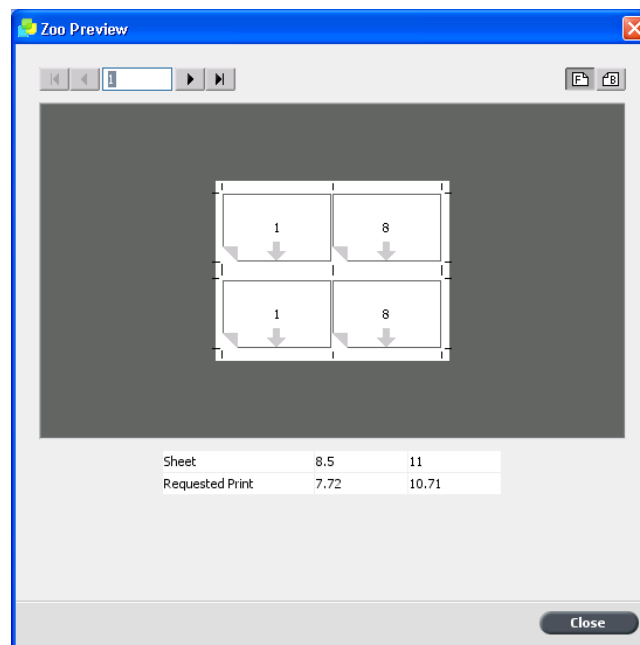 Zoo Preview
1
F B
1 8
1 8
Sheet 8.5 11
Requested Print 7.72 10.71
Close